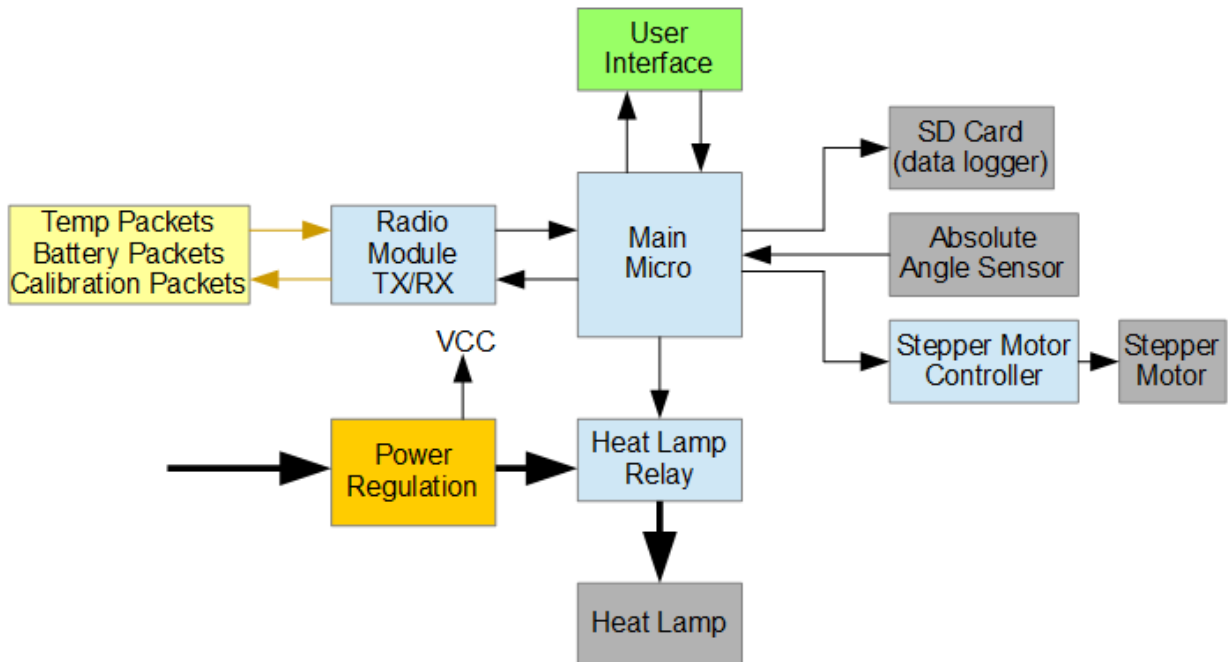 User
Interface
SD Card
(data logger)
Temp Packets
Battery Packets
Calibration Packets
Radio
Module
TX/RX
Main
Micro
Absolute
Angle Sensor
VCC
Stepper Motor
Controller
Stepper
Motor
Power
Regulation
Heat Lamp
Relay
Heat Lamp